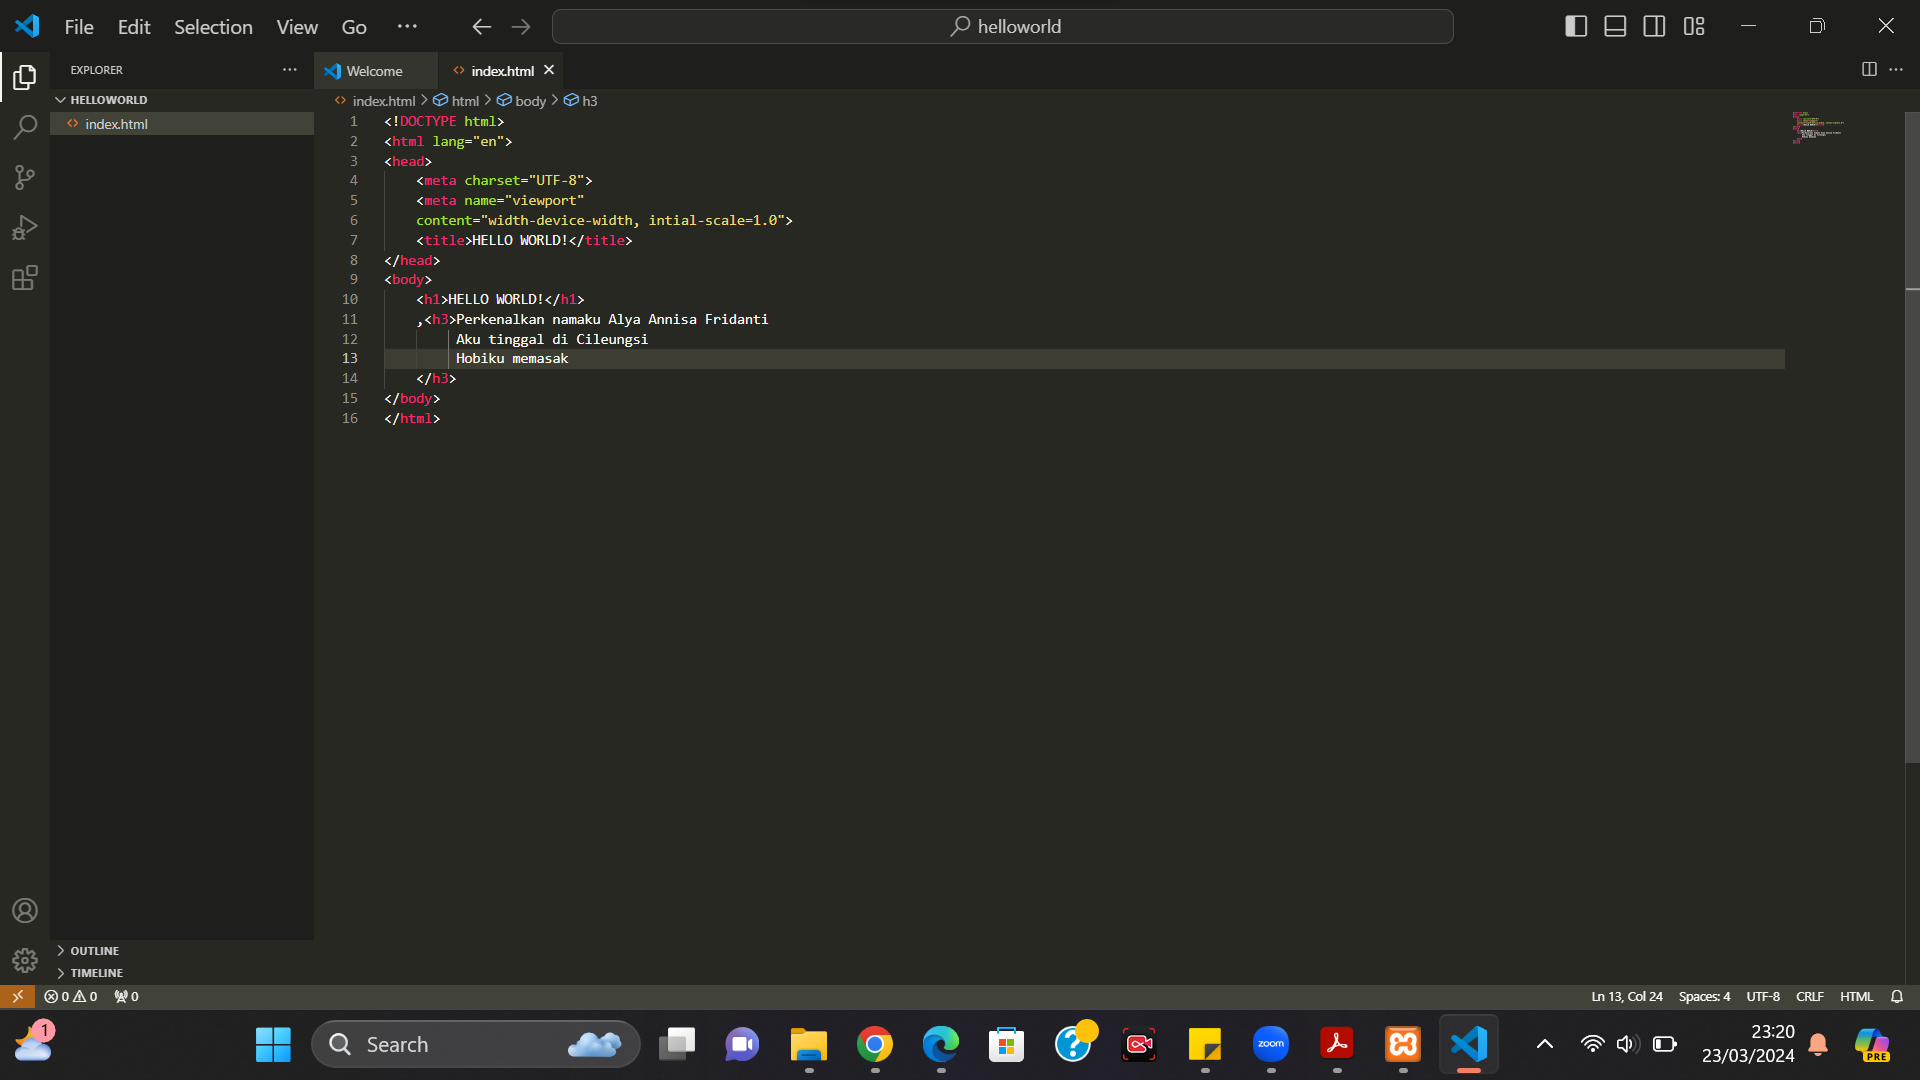 File Edit Selection View Go ... helloworld
EXPLORER ...
Welcome index.html
HELLOWORLD
index.html
index.html > html > body > h3
1 <!DOCTYPE html>
2 <html lang="en">
3 <head>
4 <meta charset="UTF-8">
5 <meta name="viewport"
6 content="width-device-width, intial-scale=1.0">
7 <title>HELLO WORLD!</title>
8 </head>
9 <body>
10 <h1>HELLO WORLD!</h1>
11 ,<h3>Perkenalkan namaku Alya Annisa Fridanti
12 Aku tinggal di Cileungsi
13 Hobiku memasak
14 </h3>
15 </body>
16 </html>
OUTLINE
TIMELINE
0 0 0 Ln 13, Col 24 Spaces: 4 UTF-8 CRLF HTML
1 Search zoom 23:20 PRE
23/03/2024